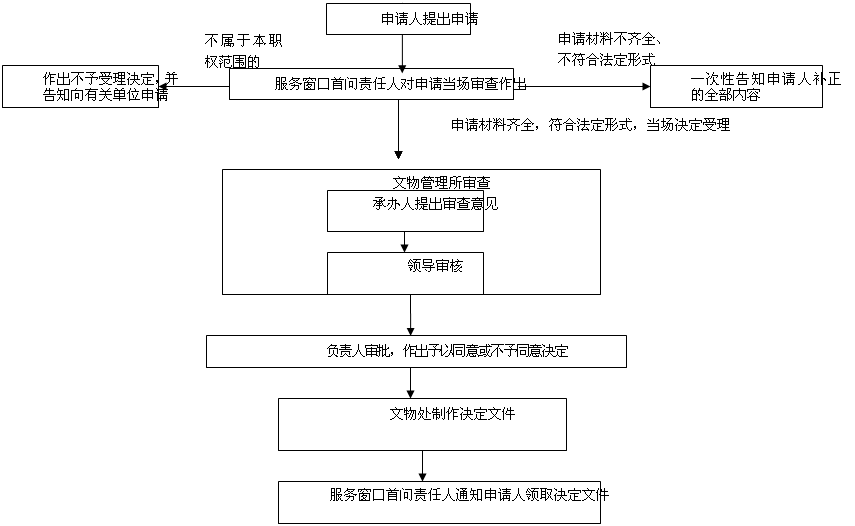 申请人提出申请
不属于本职
权范围的
申请材料不齐全、
不符合法定形式
作出不予受理决定，并
告知向有关单位申请
服务窗口首问责任人对申请当场审查作出
一次性告知申请人补正
的全部内容
申请材料齐全，符合法定形式，当场决定受理
文物管理所审查
承办人提出审查意见
领导审核
负责人审批，作出予以同意或不予同意决定
文物处制作决定文件
服务窗口首问责任人通知申请人领取决定文件